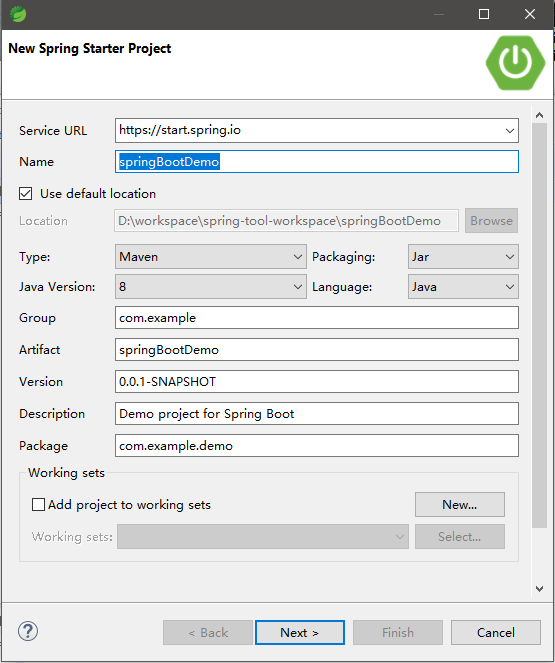 New Spring Starter Project
Service URL https://start.spring.io
Name springBootDemo
Use default location
Location D:\workspace\spring-tool-workspace\springBootDemo Browse
Type: Maven Packaging: Jar
Java Version: 8 Language: Java
Group com.example
Artifact springBootDemo
Version 0.0.1-SNAPSHOT
Description Demo project for Spring Boot
Package com.example.demo
Working sets
Add project to working sets New...
Working sets: Select...
? < Back Next > Finish Cancel